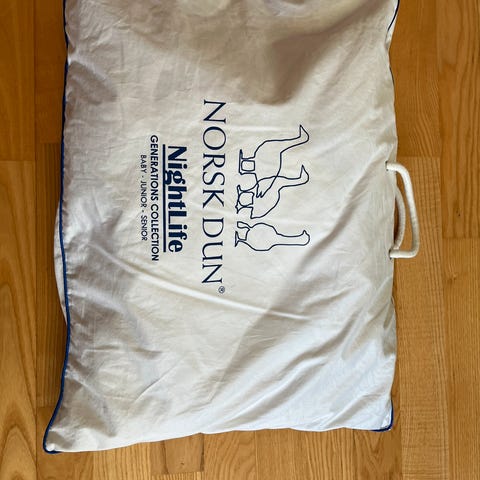 NORSK DUN®
NightLife
GENERATIONS COLLECTION
BABY - JUNIOR - SENIOR